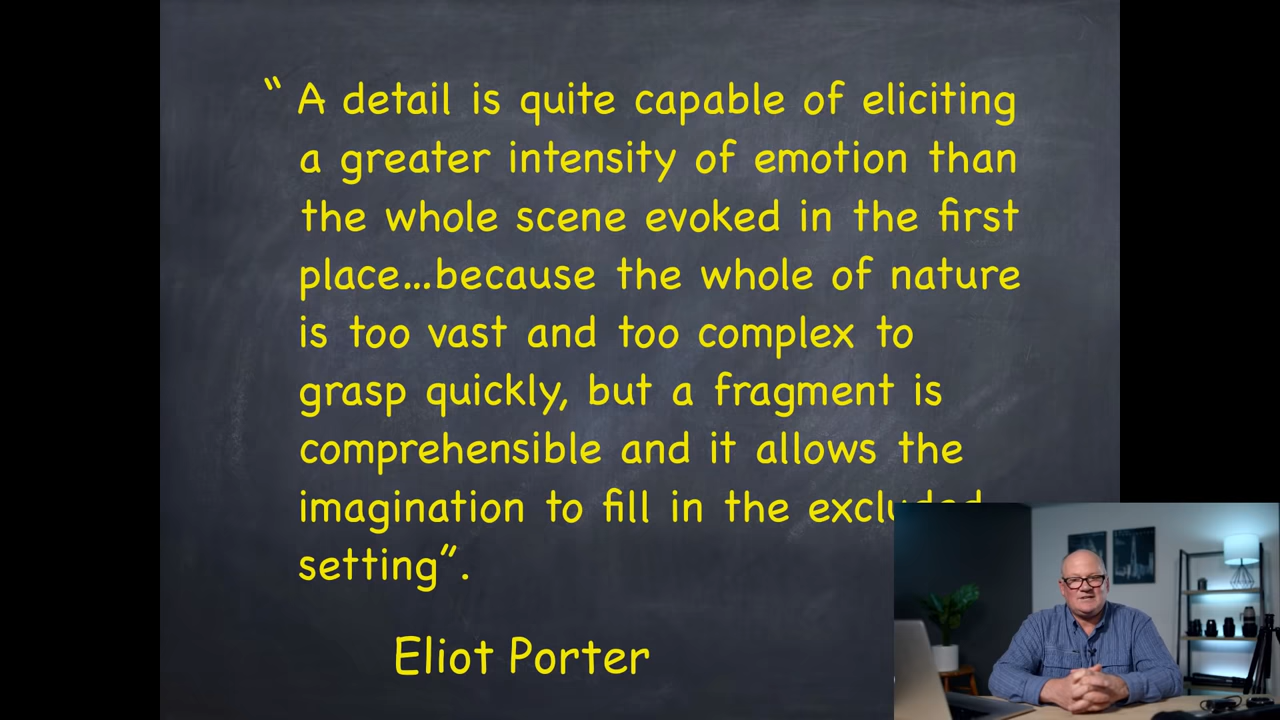 “ A detail is quite capable of eliciting
a greater intensity of emotion than
the whole scene evoked in the first
place...because the whole of nature
is too vast and too complex to
grasp quickly, but a fragment is
comprehensible and it allows the
imagination to fill in the excluded
setting”.
Eliot Porter